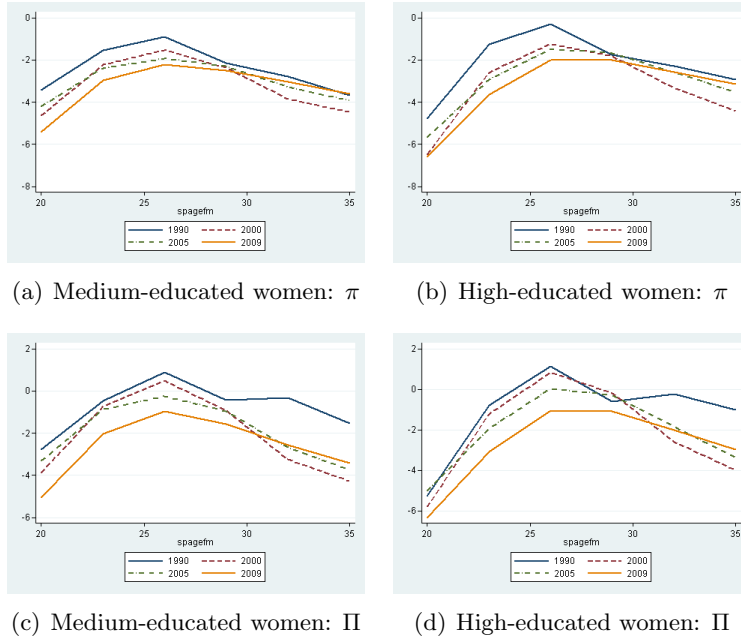 0
-2
-4
-6
-8
20 25 30 35
spagefm
1990 2000
2005 2009
(a) Medium-educated women: π
0
-2
-4
-6
-8
20 25 30 35
spagefm
1990 2000
2005 2009
(b) High-educated women: π
2
0
-2
-4
-6
20 25 30 35
spagefm
1990 2000
2005 2009
(c) Medium-educated women: Π
2
0
-2
-4
-6
20 25 30 35
spagefm
1990 2000
2005 2009
(d) High-educated women: Π